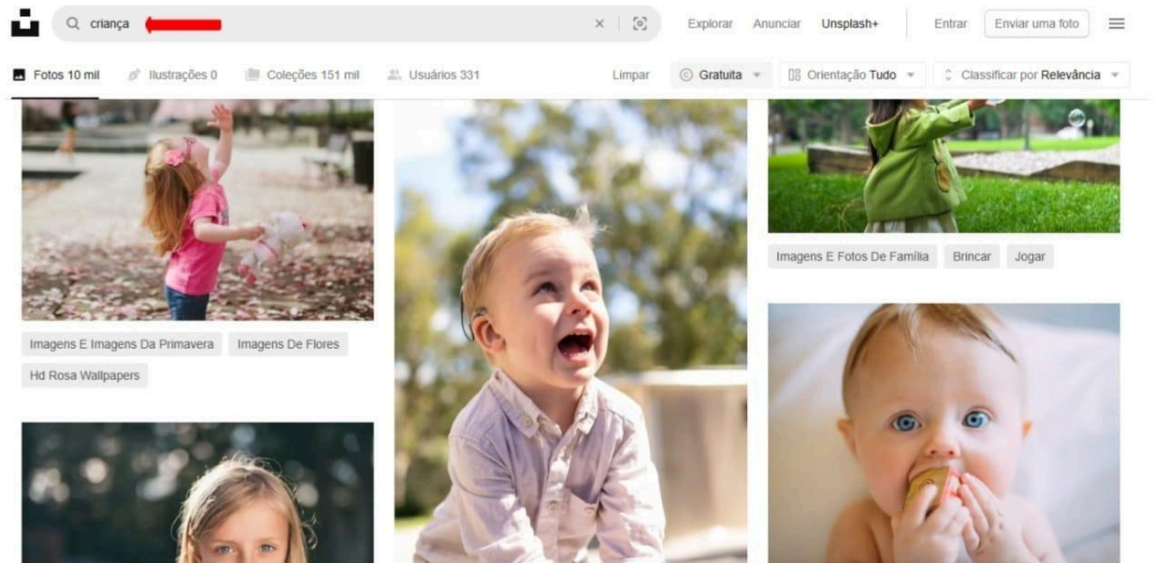 criança
Explorar Anunciar Unsplash+ Entrar Enviar uma foto
Fotos 10 mil Ilustrações 0 Coleções 151 mil Usuários 331 Limpar Gratuita Orientação Tudo Classificar por Relevância
Imagens E Fotos De Família Brincar Jogar
Imagens E Imagens Da Primavera Imagens De Flores
Hd Rosa Wallpapers